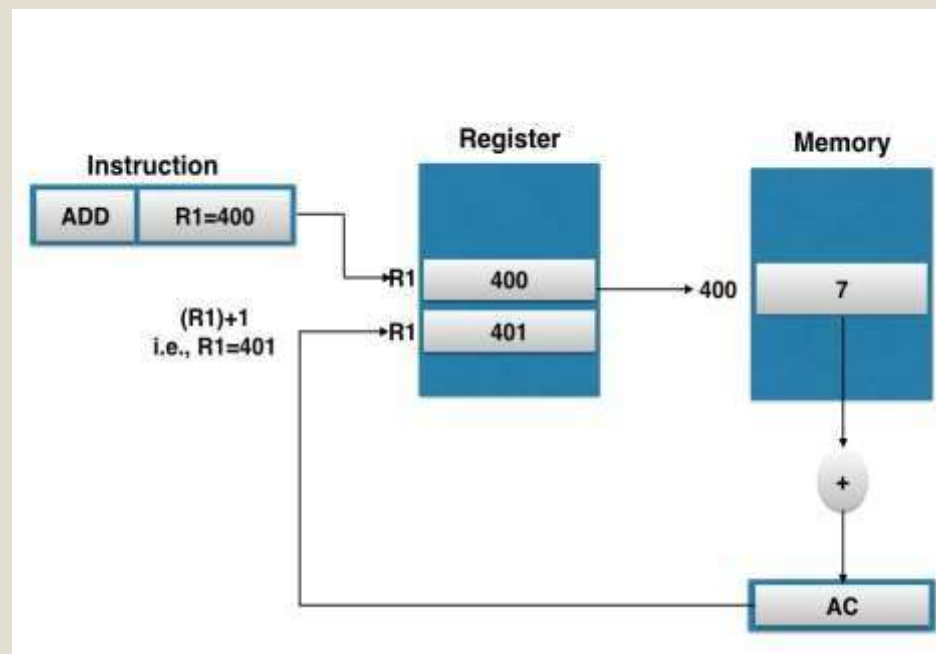 Register
Memory
Instruction
ADD R1=400
R1 400
400 7
(R1)+1
i.e., R1=401
R1 401
+
AC